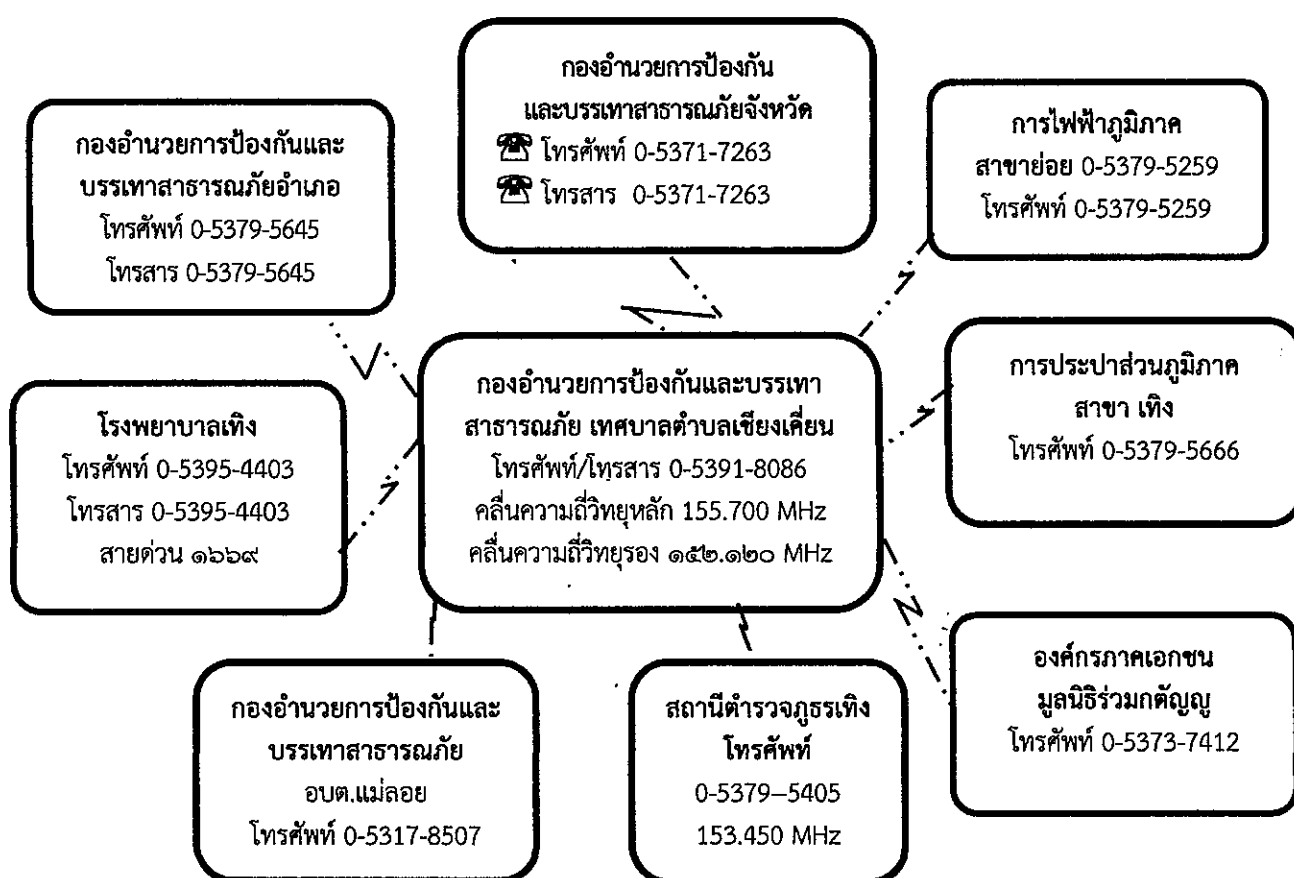 กองอำนวยการป้องกัน
และบรรเทาสาธารณภัยจังหวัด
โทรศัพท์ 0-5371-7263
โทรสาร 0-5371-7263
กองอำนวยการป้องกันและ
บรรเทาสาธารณภัยอำเภอ
โทรศัพท์ 0-5379-5645
โทรสาร 0-5379-5645
การไฟฟ้าภูมิภาค
สาขาย่อย 0-5379-5259
โทรศัพท์ 0-5379-5259
กองอำนวยการป้องกันและบรรเทา
สาธารณภัย เทศบาลตำบลเชียงเคี่ยน
โทรศัพท์/โทรสาร 0-5391-8086
คลื่นความถี่วิทยุหลัก 155.700 MHz
คลื่นความถี่วิทยุรอง ๑๕๒.๑๒๐ MHz
การประปาส่วนภูมิภาค
สาขา เทิง
โทรศัพท์ 0-5379-5666
โรงพยาบาลเทิง
โทรศัพท์ 0-5395-4403
โทรสาร 0-5395-4403
สายด่วน ๑๖๖๙
กองอำนวยการป้องกันและ
บรรเทาสาธารณภัย
อบต.แม่ลอย
โทรศัพท์ 0-5317-8507
สถานีตำรวจภูธรเทิง
โทรศัพท์
0-5379–5405
153.450 MHz
องค์กรภาคเอกชน
มูลนิธิร่วมกตัญญู
โทรศัพท์ 0-5373-7412